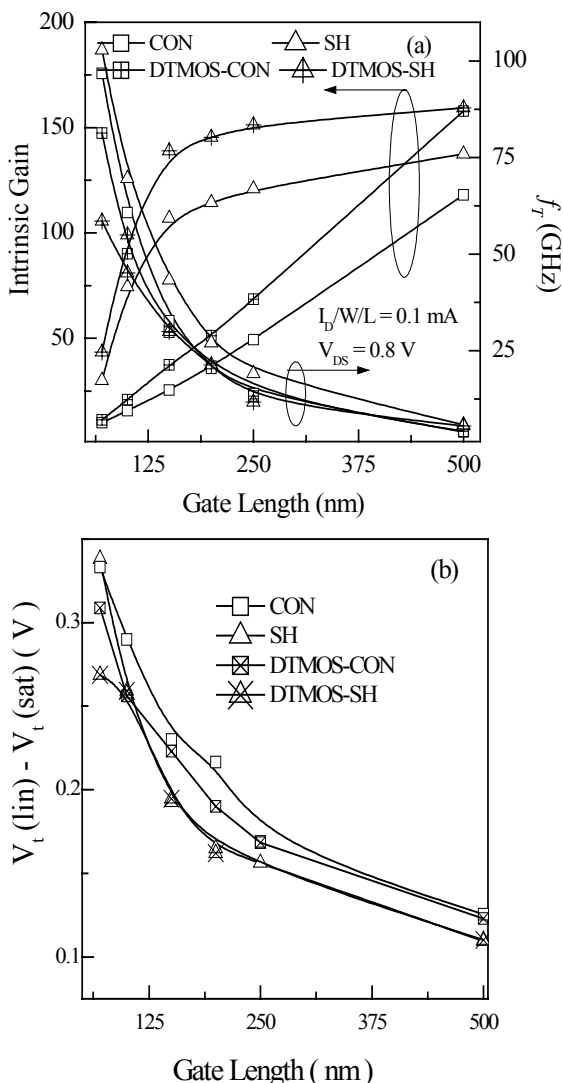 200
150
100
50
Intrinsic Gain
CON
SH
DTMOS-CON
DTMOS-SH
(a)
100
75
50
25
f_T (GHz)
I_D/W/L = 0.1 mA
V_DS = 0.8 V
125 250 375 500
Gate Length (nm)
(b)
CON
SH
DTMOS-CON
DTMOS-SH
0.3
0.2
0.1
V_t (lin) - V_t (sat) ( V)
125 250 375 500
Gate Length ( nm )